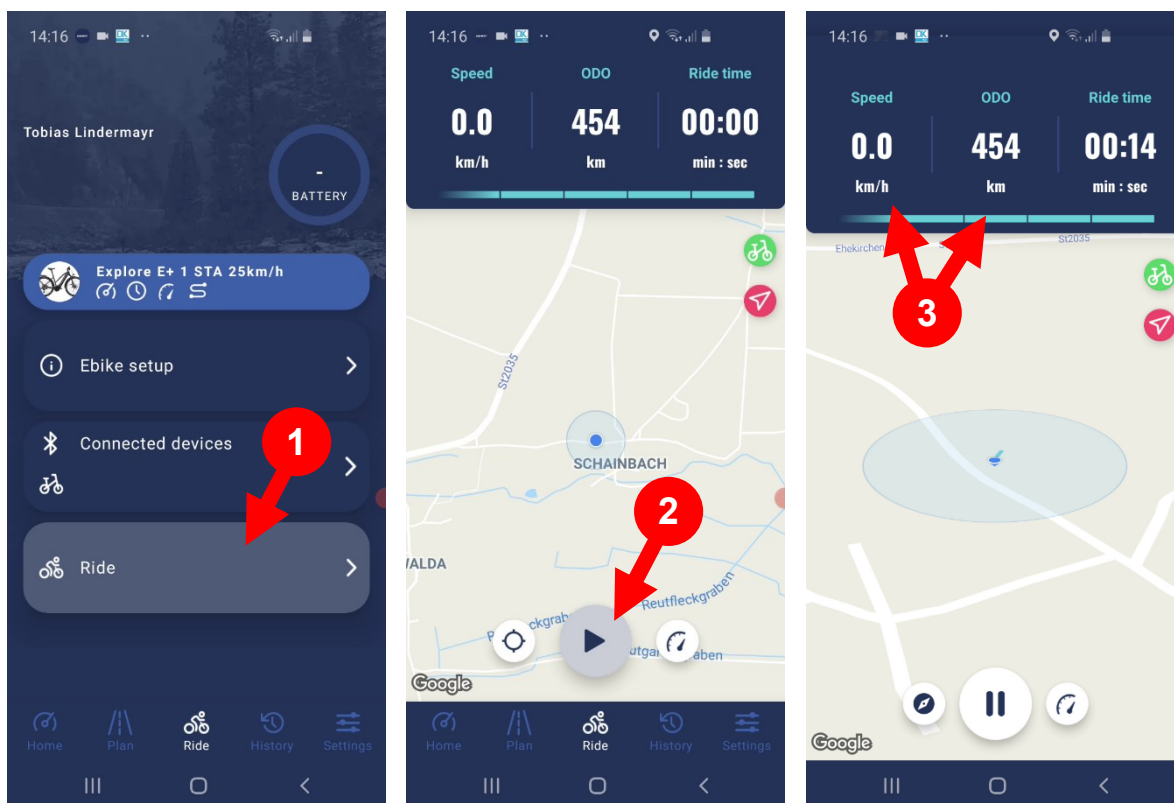 14:16
Tobias Lindermayr
-
BATTERY
Explore E+ 1 STA 25km/h
Ebike setup
Connected devices
1
Ride
Home Plan Ride History Settings
14:16
Speed ODO Ride time
0.0 454 00:00
km/h km min : sec
St2035
SCHAINBACH
2
Reutfleckgraben
Google
Home Plan Ride History Settings
14:16
Speed ODO Ride time
0.0 454 00:14
km/h km min : sec
Ehekirchen
St2035
3
Google